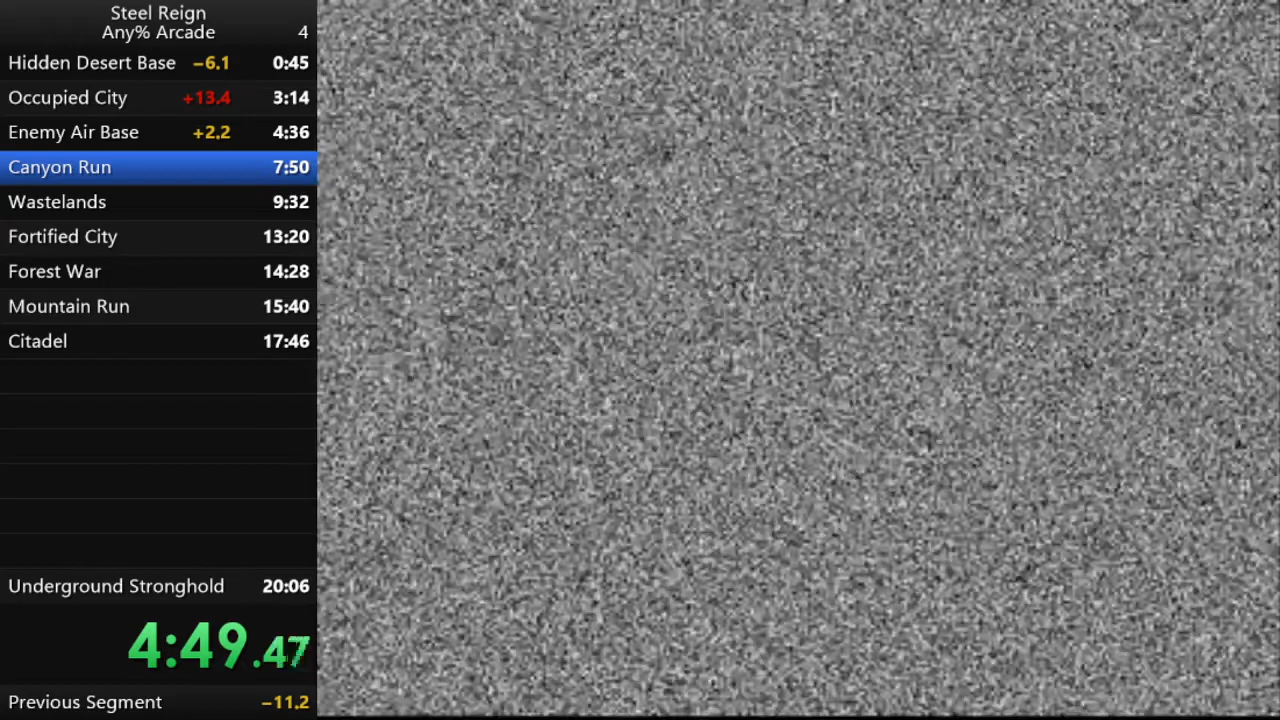 Steel Reign
Any% Arcade 4
Hidden Desert Base −6.1 0:45
Occupied City +13.4 3:14
Enemy Air Base +2.2 4:36
Canyon Run 7:50
Wastelands 9:32
Fortified City 13:20
Forest War 14:28
Mountain Run 15:40
Citadel 17:46
Underground Stronghold 20:06
4:49.47
Previous Segment −11.2